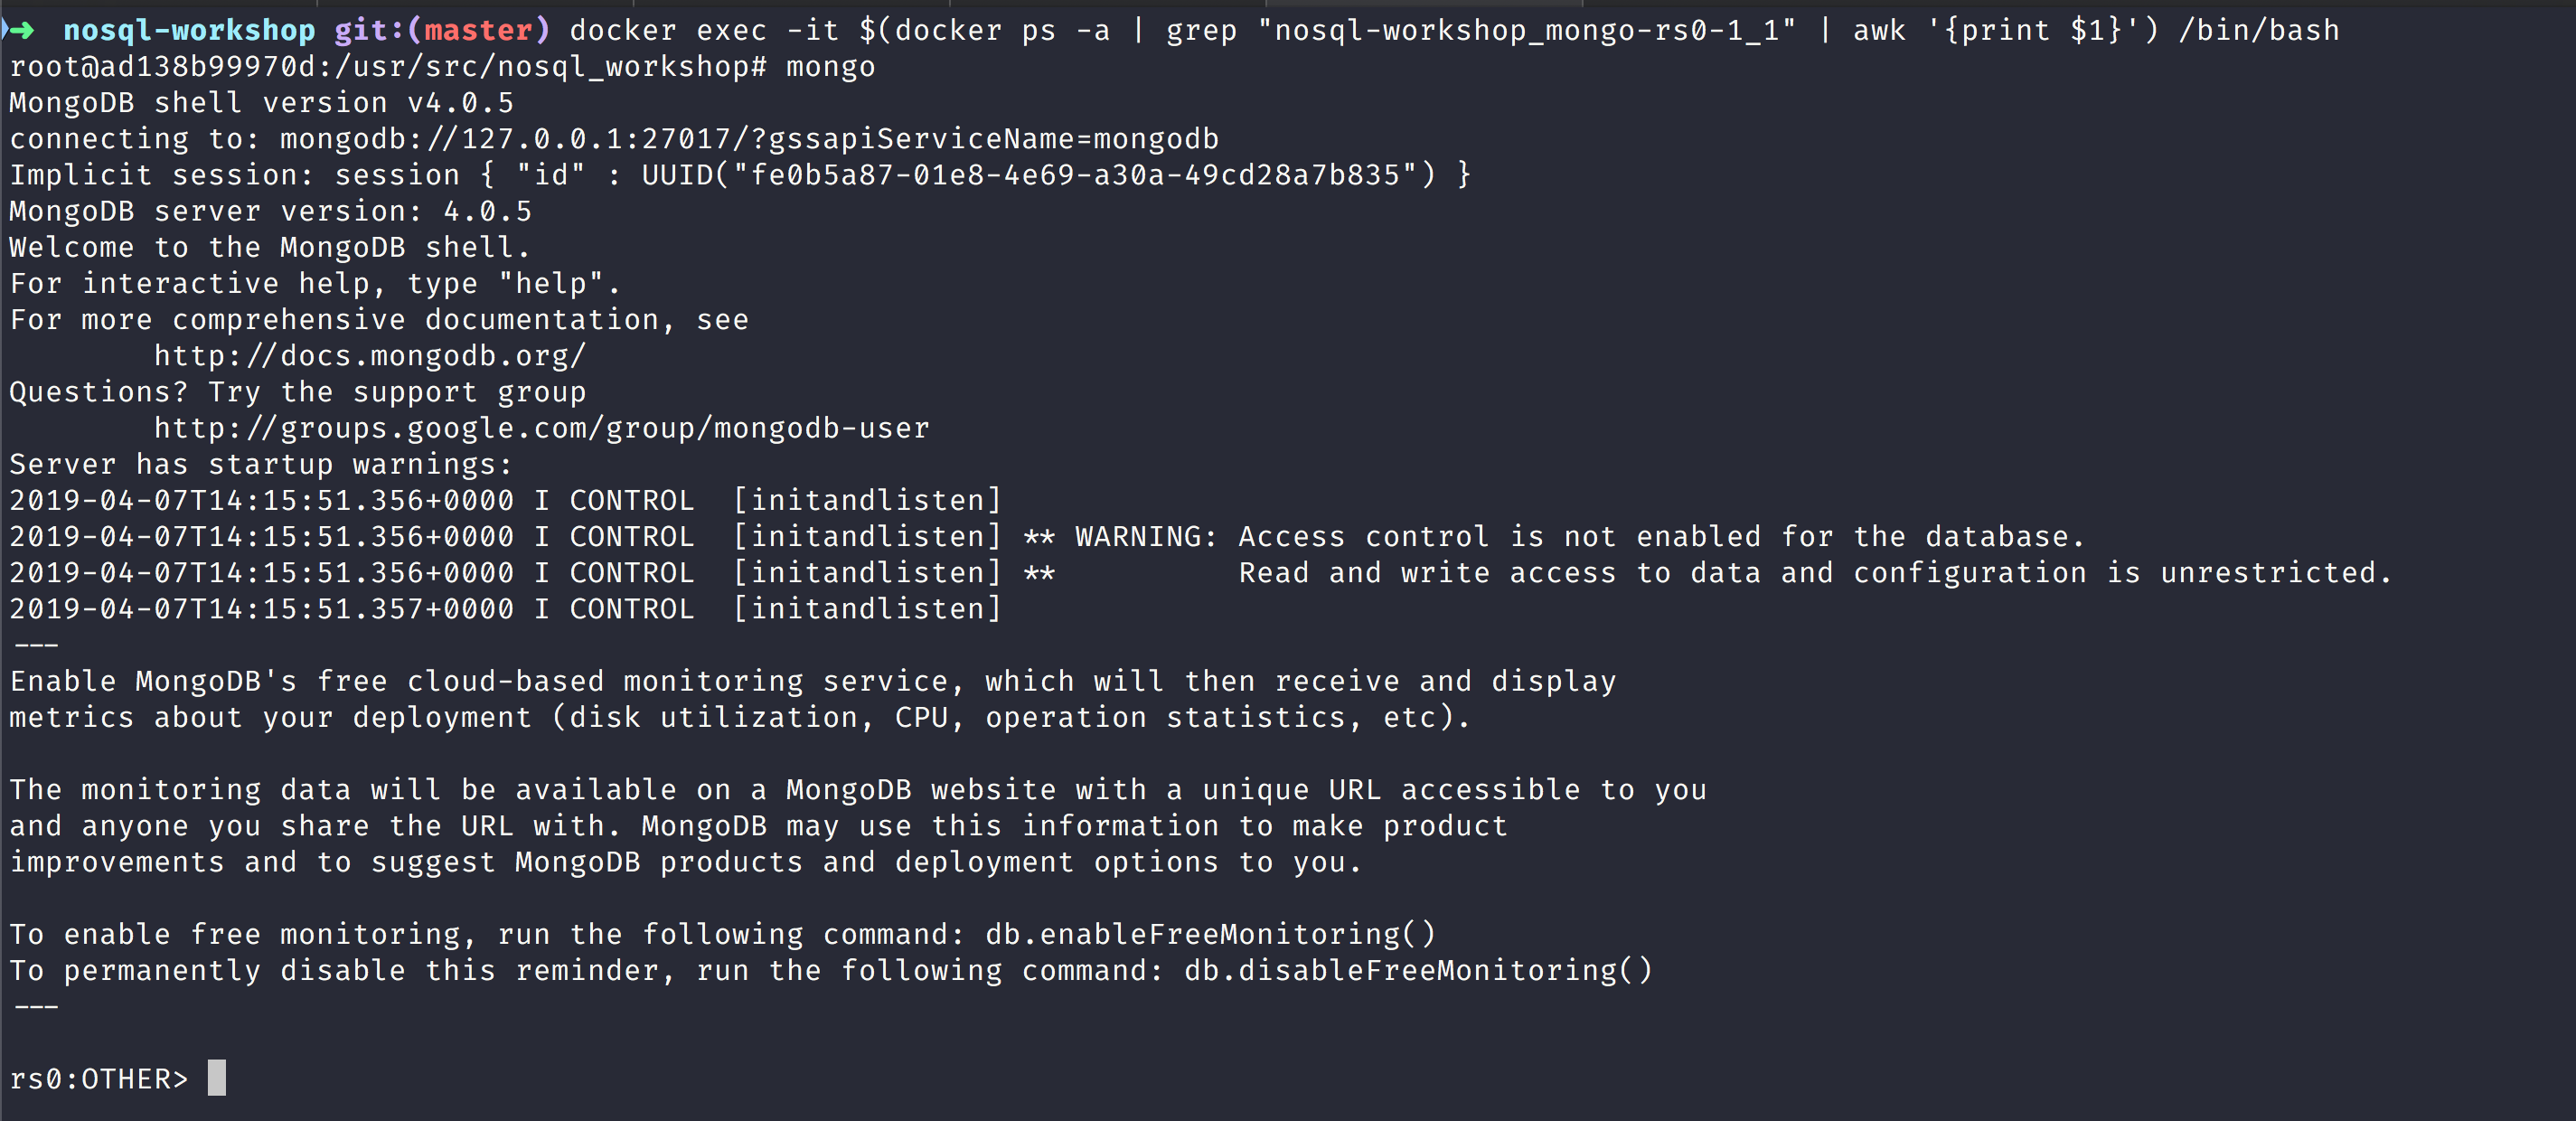 ➜  nosql-workshop git:(master) docker exec -it $(docker ps -a | grep "nosql-workshop_mongo-rs0-1_1" | awk '{print $1}') /bin/bash
root@ad138b99970d:/usr/src/nosql_workshop# mongo
MongoDB shell version v4.0.5
connecting to: mongodb://127.0.0.1:27017/?gssapiServiceName=mongodb
Implicit session: session { "id" : UUID("fe0b5a87-01e8-4e69-a30a-49cd28a7b835") }
MongoDB server version: 4.0.5
Welcome to the MongoDB shell.
For interactive help, type "help".
For more comprehensive documentation, see
        http://docs.mongodb.org/
Questions? Try the support group
        http://groups.google.com/group/mongodb-user
Server has startup warnings:
2019-04-07T14:15:51.356+0000 I CONTROL  [initandlisten]
2019-04-07T14:15:51.356+0000 I CONTROL  [initandlisten] ** WARNING: Access control is not enabled for the database.
2019-04-07T14:15:51.356+0000 I CONTROL  [initandlisten] **          Read and write access to data and configuration is unrestricted.
2019-04-07T14:15:51.357+0000 I CONTROL  [initandlisten]
---
Enable MongoDB's free cloud-based monitoring service, which will then receive and display
metrics about your deployment (disk utilization, CPU, operation statistics, etc).

The monitoring data will be available on a MongoDB website with a unique URL accessible to you
and anyone you share the URL with. MongoDB may use this information to make product
improvements and to suggest MongoDB products and deployment options to you.

To enable free monitoring, run the following command: db.enableFreeMonitoring()
To permanently disable this reminder, run the following command: db.disableFreeMonitoring()
---

rs0:OTHER>